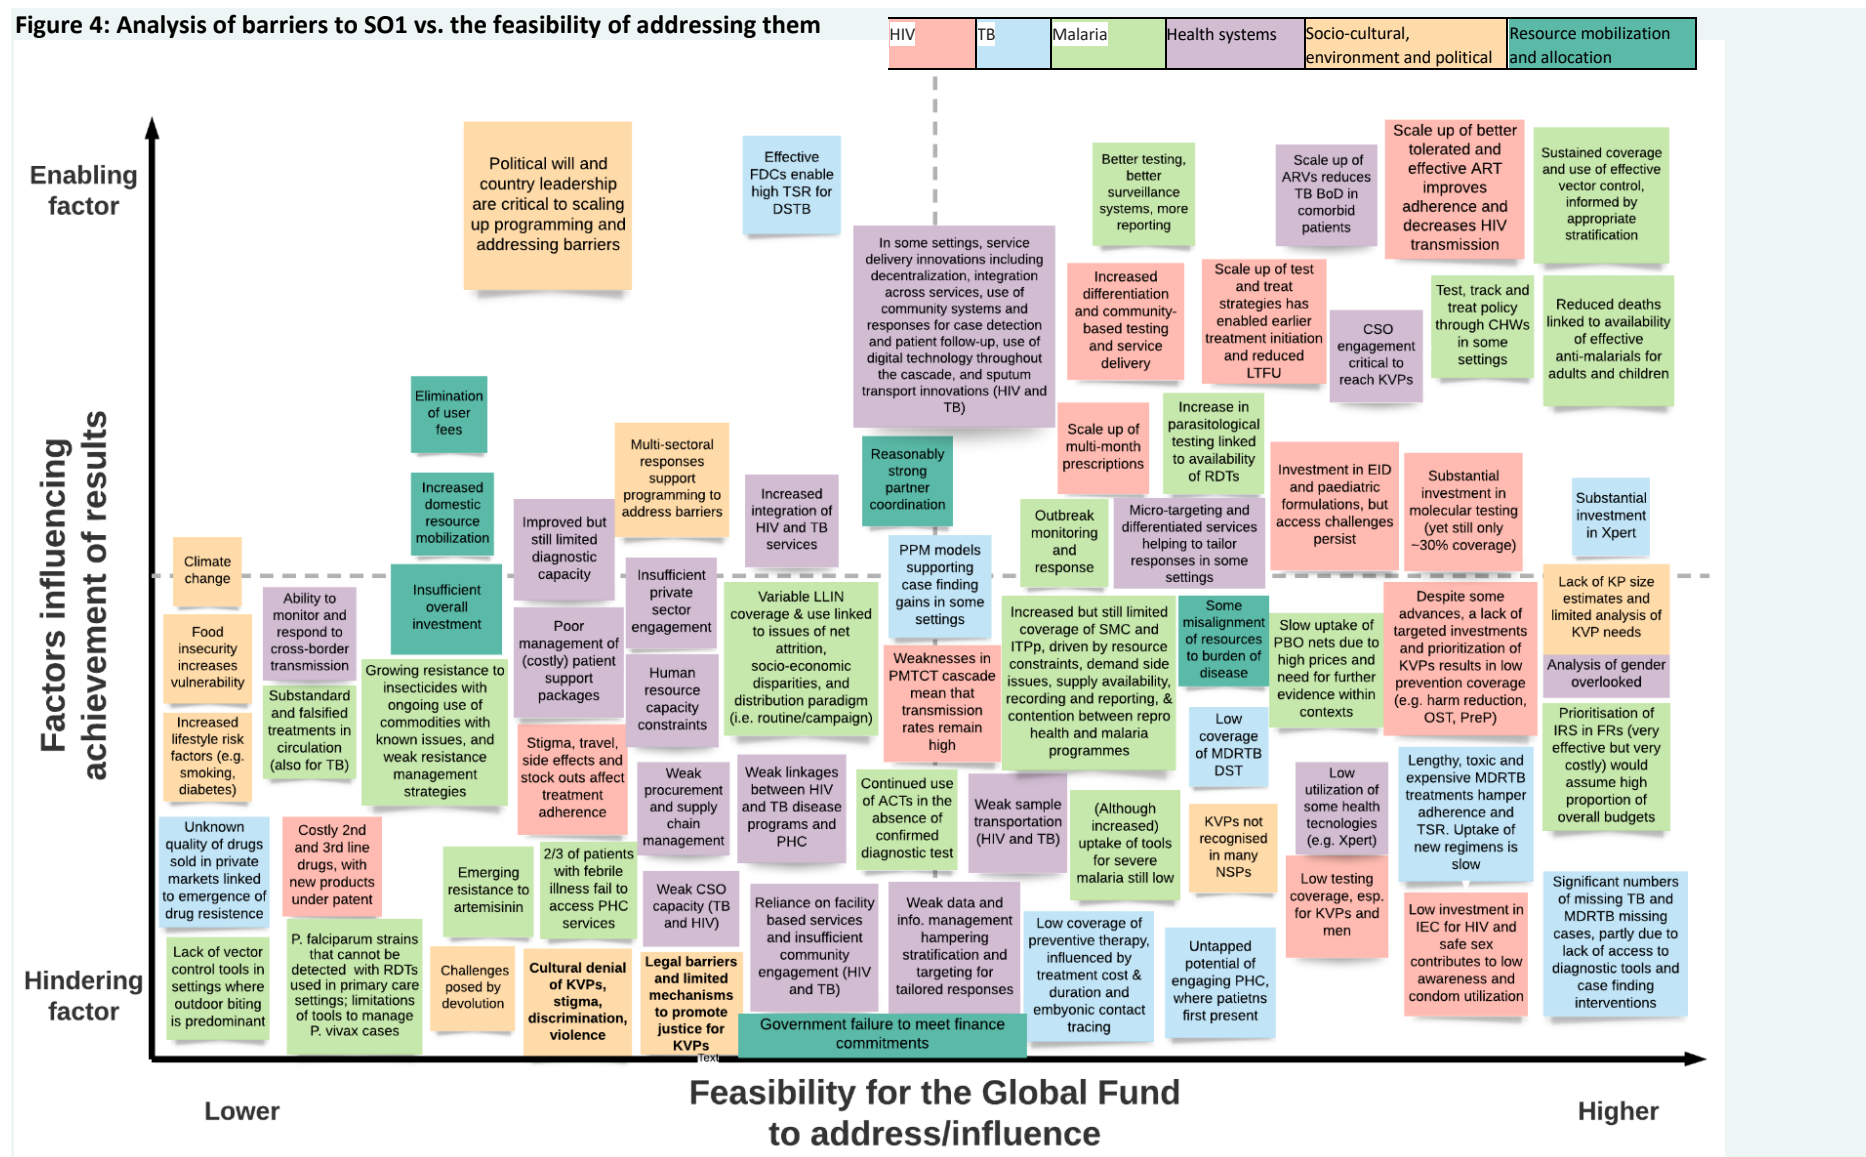 Figure 4: Analysis of barriers to SO1 vs. the feasibility of addressing them
HIV
TB
Malaria
Health systems
Socio-cultural,
environment and political
Resource mobilization
and allocation
Enabling
factor
Political will and
country leadership
are critical to scaling
up programming and
addressing barriers
Effective
FDCs enable
high TSR for
DSTB
In some settings, service
delivery innovations including
decentralization, integration
across services, use of
community systems and
responses for case detection
and patient follow-up, use of
digital technology throughout
the cascade, and sputum
transport innovations (HIV and
TB)
Better testing,
better
surveillance
systems, more
reporting
Scale up of
ARVs reduces
TB BoD in
comorbid
patients
Scale up of better
tolerated and
effective ART
improves
adherence and
decreases HIV
transmission
Sustained coverage
and use of effective
vector control,
informed by
appropriate
stratification
Increased
differentiation
and community-
based testing
and service
delivery
Scale up of test
and treat
strategies has
enabled earlier
treatment initiation
and reduced
LTFU
CSO
engagement
critical to
reach KVPs
Test, track and
treat policy
through CHWs
in some
settings
Reduced deaths
linked to availability
of effective
anti-malarials for
adults and children
Elimination
of user
fees
Multi-sectoral
responses
support
programming to
address barriers
Reasonably
strong
partner
coordination
Scale up of
multi-month
prescriptions
Increase in
parasitological
testing linked
to availability
of RDTs
Investment in EID
and paediatric
formulations, but
access challenges
persist
Substantial
investment in
molecular testing
(yet still only
~30% coverage)
Substantial
investment
in Xpert
Increased
domestic
resource
mobilization
Improved but
still limited
diagnostic
capacity
Increased
integration of
HIV and TB
services
Outbreak
monitoring
and
response
Micro-targeting and
differentiated services
helping to tailor
responses in some
settings
Factors influencing
achievement of results
Climate
change
Insufficient
overall
investment
Insufficient
private
sector
engagement
PPM models
supporting
case finding
gains in some
settings
Lack of KP size
estimates and
limited analysis of
KVP needs
Food
insecurity
increases
vulnerability
Ability to
monitor and
respond to
cross-border
transmission
Poor
management of
(costly) patient
support
packages
Variable LLIN
coverage & use linked
to issues of net
attrition,
socio-economic
disparities, and
distribution paradigm
(i.e. routine/campaign)
Increased but still limited
coverage of SMC and
ITPp, driven by resource
constraints, demand side
issues, supply availability,
recording and reporting, &
contention between repro
health and malaria
programmes
Some
misalignment
of resources
to burden of
disease
Slow uptake of
PBO nets due to
high prices and
need for further
evidence within
contexts
Despite some
advances, a lack of
targeted investments
and prioritization of
KVPs results in low
prevention coverage
(e.g. harm reduction,
OST, PreP)
Analysis of gender
overlooked
Increased
lifestyle risk
factors (e.g.
smoking,
diabetes)
Substandard
and falsified
treatments in
circulation
(also for TB)
Growing resistance to
insecticides with
ongoing use of
commodities with
known issues, and
weak resistance
management
strategies
Human
resource
capacity
constraints
Weaknesses in
PMTCT cascade
mean that
transmission
rates remain
high
Low
coverage
of MDRTB
DST
Prioritisation of
IRS in FRs (very
effective but very
costly) would
assume high
proportion of
overall budgets
Stigma, travel,
side effects and
stock outs affect
treatment
adherence
Weak
procurement
and supply
chain
management
Weak linkages
between HIV
and TB disease
programs and
PHC
Continued use
of ACTs in the
absence of
confirmed
diagnostic test
Weak sample
transportation
(HIV and TB)
(Although
increased)
uptake of tools
for severe
malaria still low
KVPs not
recognised
in many
NSPs
Low
utilization of
some health
tecnologies
(e.g. Xpert)
Lengthy, toxic and
expensive MDRTB
treatments hamper
adherence and
TSR. Uptake of
new regimens is
slow
Unknown
quality of drugs
sold in private
markets linked
to emergence of
drug resistence
Costly 2nd
and 3rd line
drugs, with
new products
under patent
Emerging
resistance to
artemisinin
2/3 of patients
with febrile
illness fail to
access PHC
services
Weak CSO
capacity (TB
and HIV)
Reliance on facility
based services
and insufficient
community
engagement (HIV
and TB)
Weak data and
info. management
hampering
stratification and
targeting for
tailored responses
Low coverage of
preventive therapy,
influenced by
treatment cost &
duration and
embyonic contact
tracing
Untapped
potential of
engaging PHC,
where patietns
first present
Low testing
coverage, esp.
for KVPs and
men
Low investment in
IEC for HIV and
safe sex
contributes to low
awareness and
condom utilization
Significant numbers
of missing TB and
MDRTB missing
cases, partly due to
lack of access to
diagnostic tools and
case finding
interventions
Hindering
factor
Lack of vector
control tools in
settings where
outdoor biting
is predominant
P. falciparum strains
that cannot be
detected with RDTs
used in primary care
settings; limitations
of tools to manage
P. vivax cases
Challenges
posed by
devolution
Cultural denial
of KVPs,
stigma,
discrimination,
violence
Legal barriers
and limited
mechanisms
to promote
justice for
KVPs
Government failure to meet finance
commitments
Text
Lower
Feasibility for the Global Fund
to address/influence
Higher